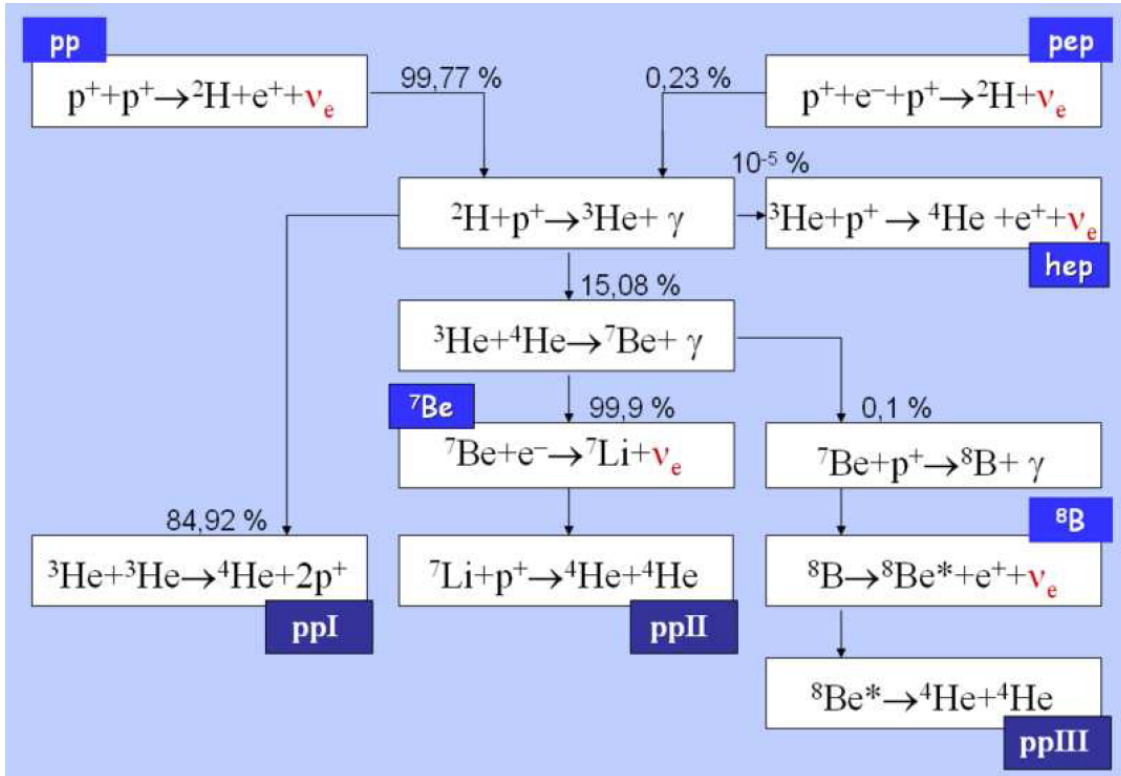 pp
pep
p⁺+p⁺→²H+e⁺+νₑ
99,77 %
0,23 %
p⁺+e⁻+p⁺→²H+νₑ
10⁻⁵ %
²H+p⁺→³He+ γ
³He+p⁺ → ⁴He +e⁺+νₑ
hep
15,08 %
³He+⁴He→⁷Be+ γ
⁷Be
99,9 %
0,1 %
⁷Be+e⁻→⁷Li+νₑ
⁷Be+p⁺→⁸B+ γ
84,92 %
⁸B
³He+³He→⁴He+2p⁺
⁷Li+p⁺→⁴He+⁴He
⁸B→⁸Be*+e⁺+νₑ
ppI
ppII
⁸Be*→⁴He+⁴He
ppIII